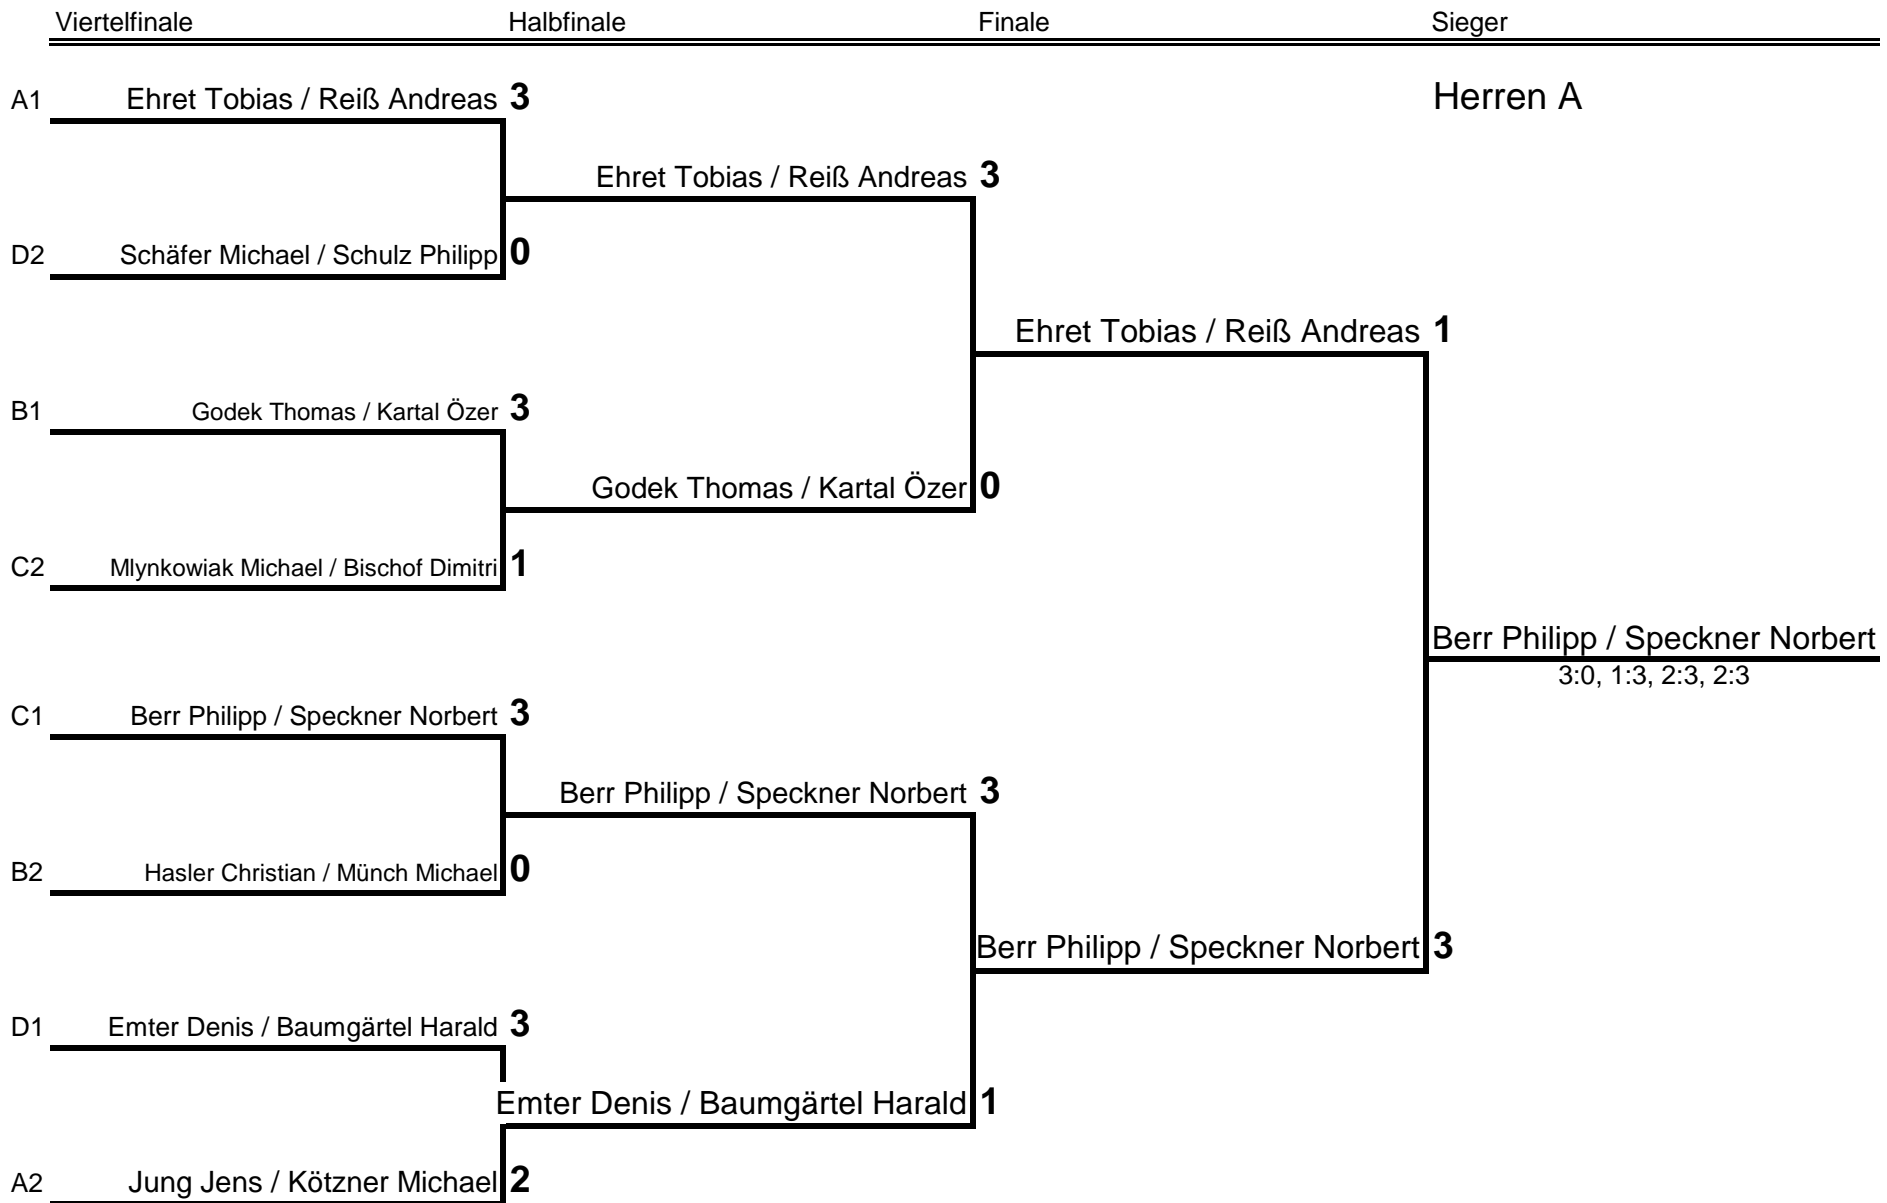 Viertelfinale Halbfinale Finale Sieger
A1 Ehret Tobias / Reiß Andreas 3 Herren A
Ehret Tobias / Reiß Andreas 3
D2 Schäfer Michael / Schulz Philipp 0
Ehret Tobias / Reiß Andreas 1
B1 Godek Thomas / Kartal Özer 3
Godek Thomas / Kartal Özer 0
C2 Mlynkowiak Michael / Bischof Dimitri 1
Berr Philipp / Speckner Norbert
3:0, 1:3, 2:3, 2:3
C1 Berr Philipp / Speckner Norbert 3
Berr Philipp / Speckner Norbert 3
B2 Hasler Christian / Münch Michael 0
Berr Philipp / Speckner Norbert 3
D1 Emter Denis / Baumgärtel Harald 3
Emter Denis / Baumgärtel Harald 1
A2 Jung Jens / Kötzner Michael 2